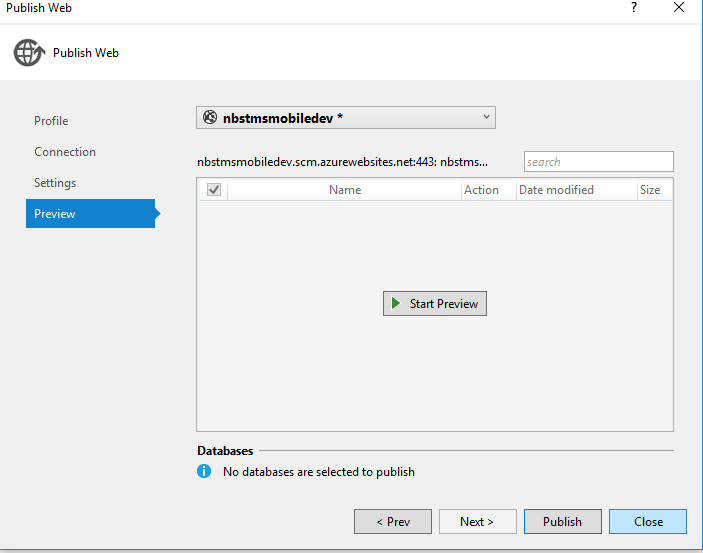 Publish Web
?
Publish Web
Profile
Connection
Settings
Preview
nbstmsmobiledev *
nbstmsmobiledev.scm.azurewebsites.net:443: nbstms...
search
Name Action Date modified Size
Start Preview
Databases
No databases are selected to publish
< Prev Next > Publish Close